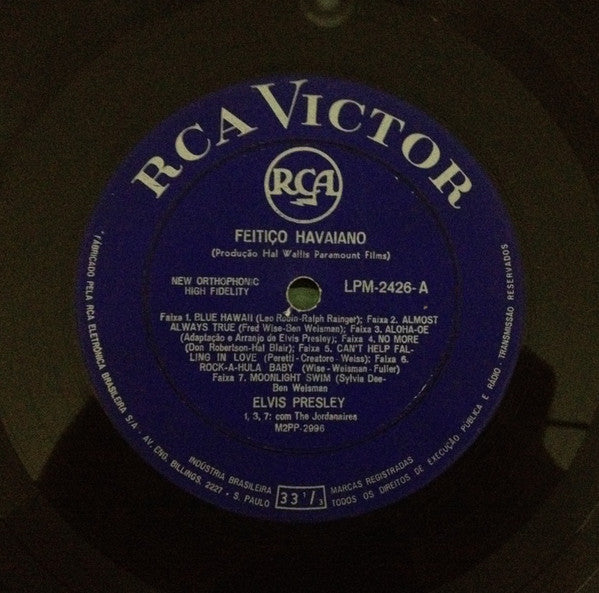 RCA VICTOR
RCA
FEITIÇO HAVAIANO
(Produção Hal Wallis Paramount Films)
NEW ORTHOPHONIC
HIGH FIDELITY
LPM-2426-A
Faixa 1. BLUE HAWAII (Leo Robin-Ralph Rainger); Faixa 2. ALMOST
ALWAYS TRUE (Fred Wise-Ben Weisman); Faixa 3. ALOHA-OE
(Adaptação e Arranjo de Elvis Presley); Faixa 4. NO MORE
(Don Robertson-Hal Blair); Faixa 5. CAN'T HELP FAL-
LING IN LOVE (Peretti-Creatore-Weiss); Faixa 6.
ROCK-A-HULA BABY (Wise-Weisman-Fuller)
Faixa 7. MOONLIGHT SWIM (Sylvia Dee-
Ben Weisman
ELVIS PRESLEY
1, 3, 7: com The Jordanaires
M2PP-2996
FABRICADO PELA RCA ELETRÔNICA BRASILEIRA S/A - AV. ENG. BILLINGS, 2227 - S. PAULO
INDÚSTRIA BRASILEIRA
33 1/3
MARCAS REGISTRADAS
TODOS OS DIREITOS DE EXECUÇÃO PÚBLICA E RÁDIO TRANSMISSÃO RESERVADOS